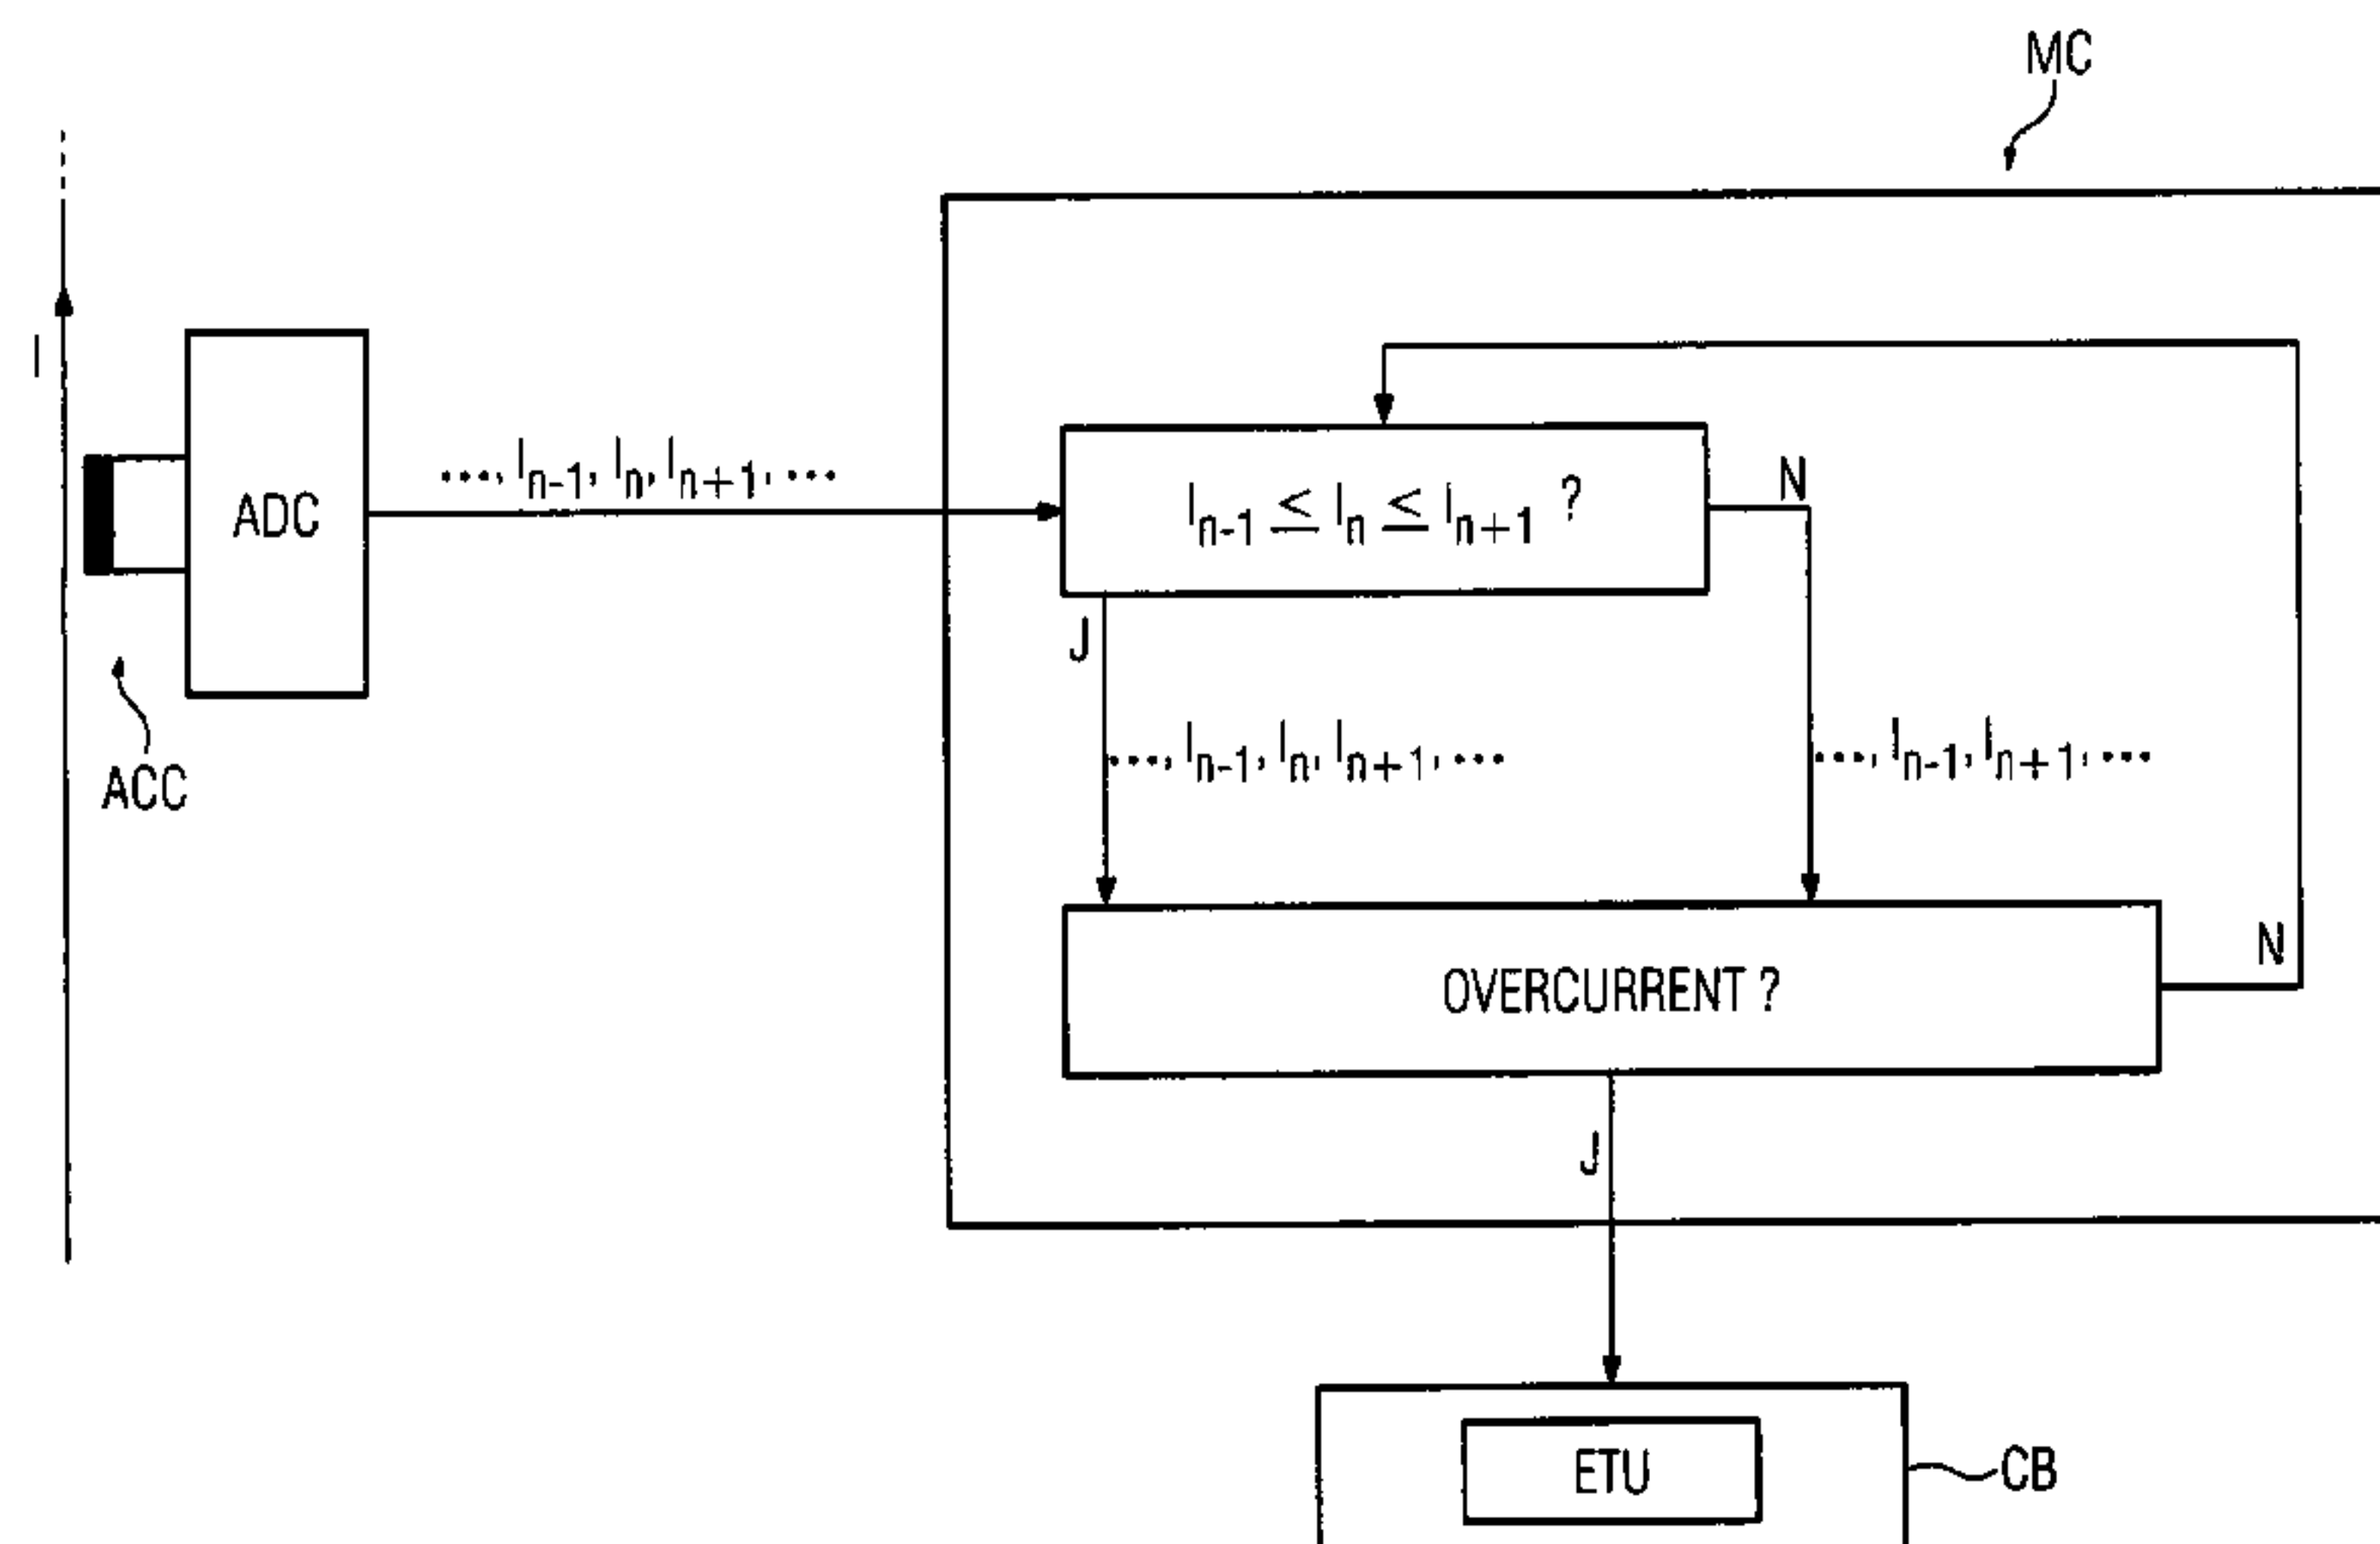 MC
I
ADC
..., Iₙ₋₁, Iₙ, Iₙ₊₁, ...
Iₙ₋₁ ≤ Iₙ ≤ Iₙ₊₁ ?
N
J
ACC
..., Iₙ₋₁, Iₙ, Iₙ₊₁, ...
..., Iₙ₋₁, Iₙ₊₁, ...
OVERCURRENT ?
N
J
ETU
CB